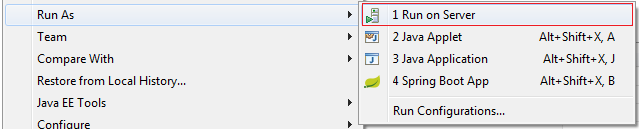 Run As
Team
Compare With
Restore from Local History...
Java EE Tools
Configure
1 Run on Server
2 Java Applet Alt+Shift+X, A
3 Java Application Alt+Shift+X, J
4 Spring Boot App Alt+Shift+X, B
Run Configurations...